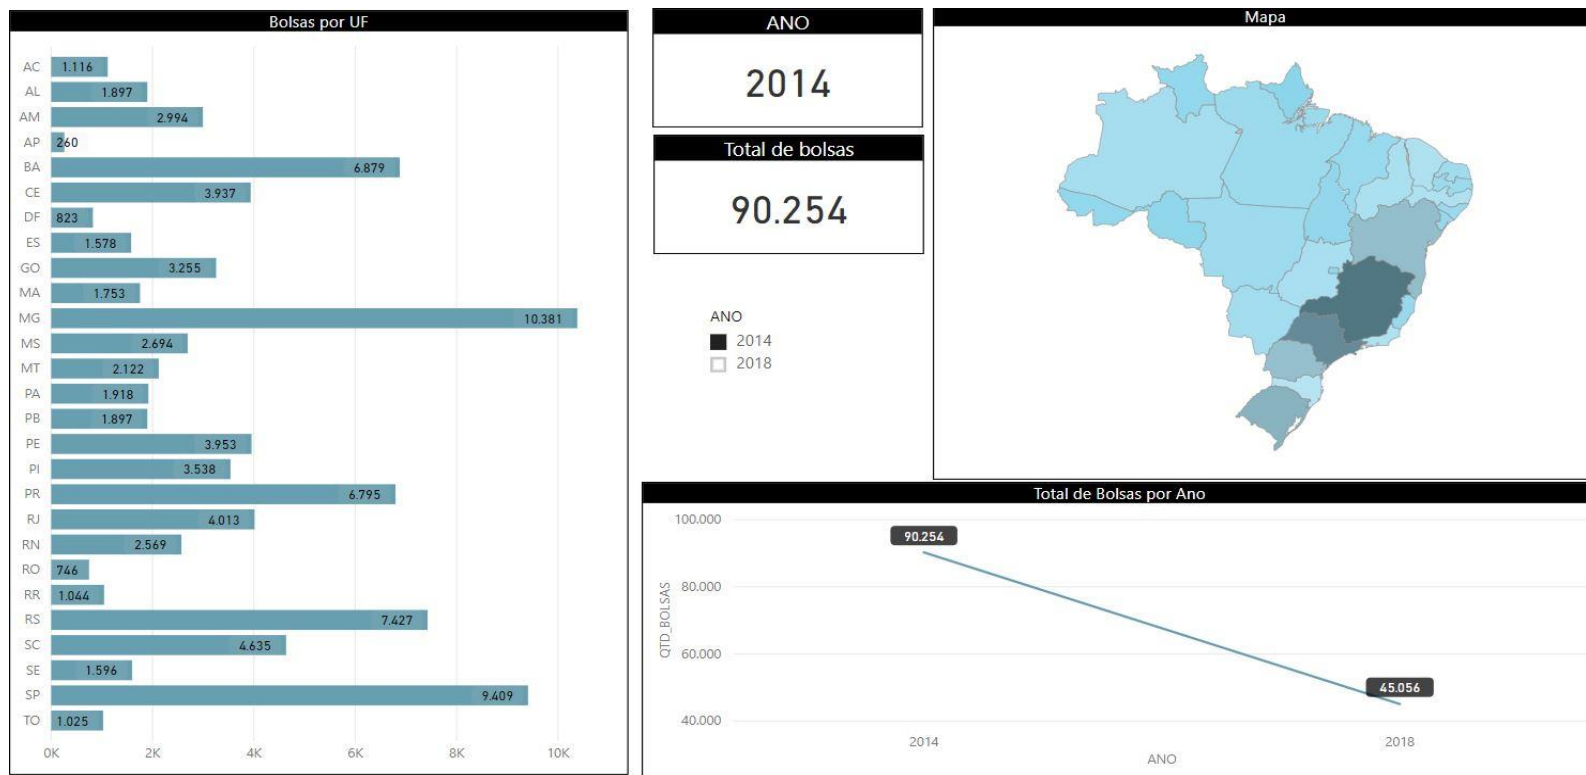 Bolsas por UF
AC 1.116
AL 1.897
AM 2.994
AP 260
BA 6.879
CE 3.937
DF 823
ES 1.578
GO 3.255
MA 1.753
MG 10.381
MS 2.694
MT 2.122
PA 1.918
PB 1.897
PE 3.953
PI 3.538
PR 6.795
RJ 4.013
RN 2.569
RO 746
RR 1.044
RS 7.427
SC 4.635
SE 1.596
SP 9.409
TO 1.025
0K 2K 4K 6K 8K 10K
ANO
2014
Total de bolsas
90.254
ANO
2014
2018
Mapa
Total de Bolsas por Ano
QTD_BOLSAS
100.000
80.000
60.000
40.000
90.254
45.056
2014 2018
ANO